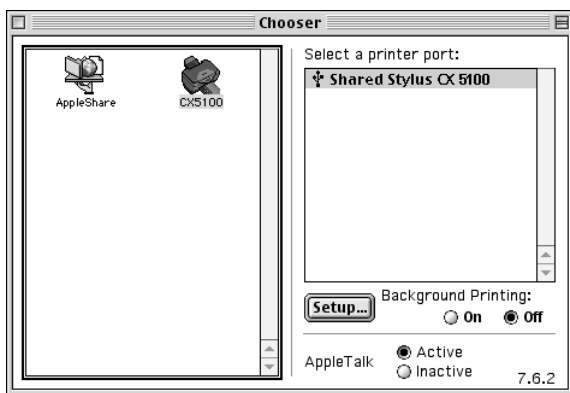 Chooser
AppleShare
CX5100
Select a printer port:
Shared Stylus CX 5100
Setup...
Background Printing:
On
Off
AppleTalk
Active
Inactive
7.6.2